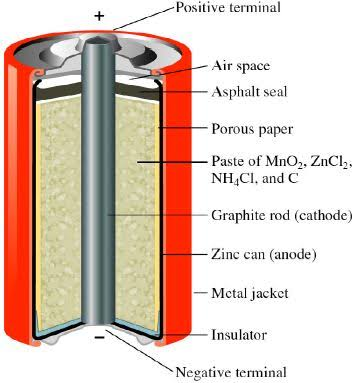 +
Positive terminal
Air space
Asphalt seal
Porous paper
Paste of MnO₂, ZnCl₂,
NH₄Cl, and C
Graphite rod (cathode)
Zinc can (anode)
Metal jacket
Insulator
−
Negative terminal